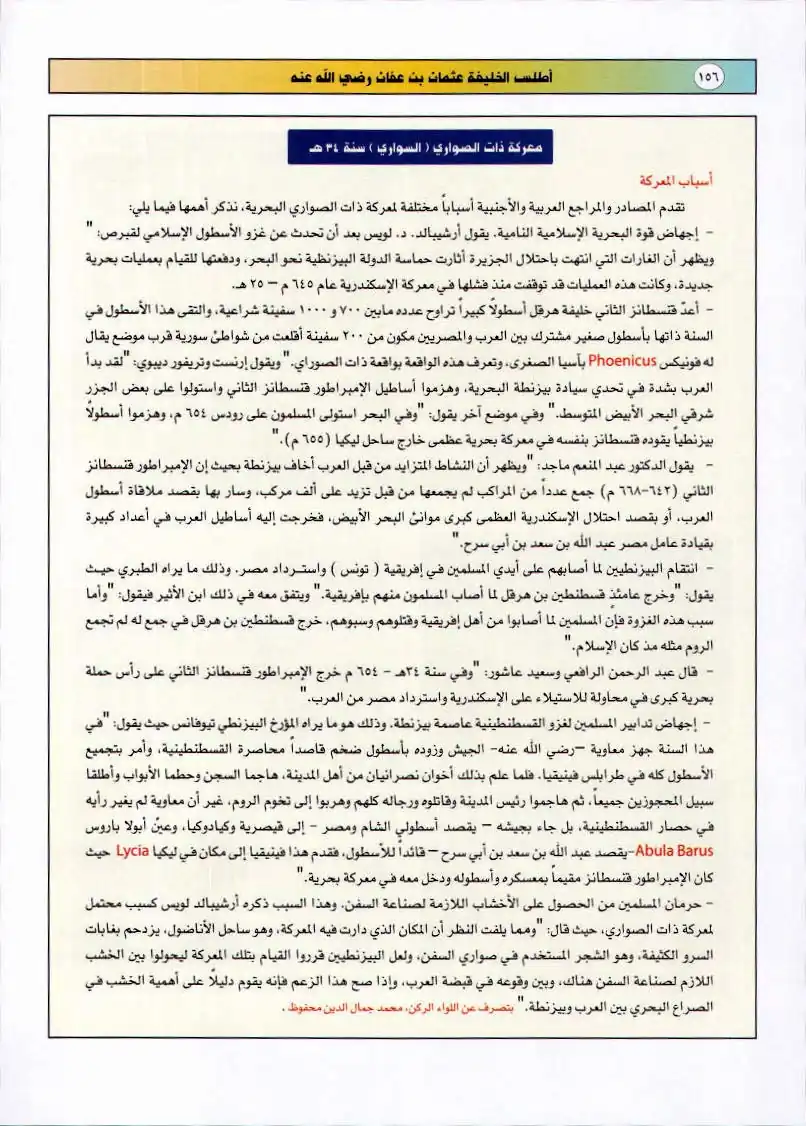 ١٥٦
أطلس الخليفة عثمان بن عفان رضي الله عنه
معركة ذات الصواري ( السواري ) سنة ٣٤ هـ
أسباب المعركة
تقدم المصادر والمراجع العربية والأجنبية أسباباً مختلفة لمعركة ذات الصواري البحرية، نذكر أهمها فيما يلي:
- إجهاض قوة البحرية الإسلامية النامية. يقول أرشيبالد. د. لويس بعد أن تحدث عن غزو الأسطول الإسلامي لقبرص: "
ويظهر أن الغارات التي انتهت باحتلال الجزيرة أثارت حماسة الدولة البيزنظية نحو البحر، ودفعتها للقيام بعمليات بحرية
جديدة، وكانت هذه العمليات قد توقفت منذ فشلها في معركة الإسكندرية عام ٦٤٥ م – ٢٥ هـ.
- أعدّ قنسطانز الثاني خليفة هرقل أسطولاً كبيراً تراوح عدده مابين ٧٠٠ و ١٠٠٠ سفينة شراعية، والتقى هذا الأسطول في
السنة ذاتها بأسطول صغير مشترك بين العرب والمصريين مكون من ٢٠٠ سفينة أقلعت من شواطئ سورية قرب موضع يقال
له فونيكس Phoenicus بآسيا الصغرى، وتعرف هذه الواقعة بواقعة ذات الصوراي." ويقول إرنست وتريفور ديبوي: "لقد بدأ
العرب بشدة في تحدي سيادة بيزنطة البحرية، وهزموا أساطيل الإمبراطور قنسطانز الثاني واستولوا على بعض الجزر
شرقي البحر الأبيض المتوسط." وفي موضع آخر يقول: "وفي البحر استولى المسلمون على رودس ٦٥٤ م، وهزموا أسطولاً
بيزنطياً يقوده قنسطانز بنفسه في معركة بحرية عظمى خارج ساحل ليكيا (٦٥٥ م)."
- يقول الدكتور عبد المنعم ماجد: "ويظهر أن النشاط المتزايد من قبل العرب أخاف بيزنطة بحيث إن الإمبراطور قنسطانز
الثاني (٦٤٢-٦٦٨ م) جمع عدداً من المراكب لم يجمعها من قبل تزيد على ألف مركب، وسار بها بقصد ملاقاة أسطول
العرب، أو بقصد احتلال الإسكندرية العظمى كبرى موانئ البحر الأبيض، فخرجت إليه أساطيل العرب في أعداد كبيرة
بقيادة عامل مصر عبد الله بن سعد بن أبي سرح."
- انتقام البيزنطيين لما أصابهم على أيدي المسلمين في إفريقية ( تونس ) واسترداد مصر. وذلك ما يراه الطبري حيث
يقول: "وخرج عامئذٍ قسطنطين بن هرقل لما أصاب المسلمون منهم بإفريقية." ويتفق معه في ذلك ابن الأثير فيقول: "وأما
سبب هذه الغزوة فإن المسلمين لما أصابوا من أهل إفريقية وقتلوهم وسبوهم، خرج قسطنطين بن هرقل في جمع له لم تجمع
الروم مثله مذ كان الإسلام."
- قال عبد الرحمن الرافعي وسعيد عاشور: "وفي سنة ٣٤هـ - ٦٥٤ م خرج الإمبراطور قنسطانز الثاني على رأس حملة
بحرية كبرى في محاولة للاستيلاء على الإسكندرية واسترداد مصر من العرب."
- إجهاض تدابير المسلمين لغزو القسطنطينية عاصمة بيزنطة. وذلك هو ما يراه المؤرخ البيزنطي تيوفانس حيث يقول: "في
هذا السنة جهز معاوية –رضي الله عنه- الجيش وزوده بأسطول ضخم قاصداً محاصرة القسطنطينية، وأمر بتجميع
الأسطول كله في طرابلس فينيقيا. فلما علم بذلك أخوان نصرانيان من أهل المدينة، هاجما السجن وحطما الأبواب وأطلقا
سبيل المحجوزين جميعاً، ثم هاجموا رئيس المدينة وقاتلوه ورجاله كلهم وهربوا إلى تخوم الروم، غير أن معاوية لم يغير رأيه
في حصار القسطنطينية، بل جاء بجيشه – يقصد أسطولي الشام ومصر - إلى قيصرية وكبادوكيا، وعيّن أبولا باروس
Abula Barus-يقصد عبد الله بن سعد بن أبي سرح – قائداً للأسطول، فقدم هذا فينيقيا إلى مكان في ليكيا Lycia حيث
كان الإمبراطور قنسطانز مقيماً بمعسكره وأسطوله ودخل معه في معركة بحرية."
- حرمان المسلمين من الحصول على الأخشاب اللازمة لصناعة السفن. وهذا السبب ذكره أرشيبالد لويس كسبب محتمل
لمعركة ذات الصواري، حيث قال: "ومما يلفت النظر أن المكان الذي دارت فيه المعركة، وهو ساحل الأناضول، يزدحم بغابات
السرو الكثيفة، وهو الشجر المستخدم في صواري السفن، ولعل البيزنطيين قرروا القيام بتلك المعركة ليحولوا بين الخشب
اللازم لصناعة السفن هناك، وبين وقوعه في قبضة العرب، وإذا صح هذا الزعم فإنه يقوم دليلاً على أهمية الخشب في
الصراع البحري بين العرب وبيزنطة." بتصرف عن اللواء الركن، محمد جمال الدين محفوظ .